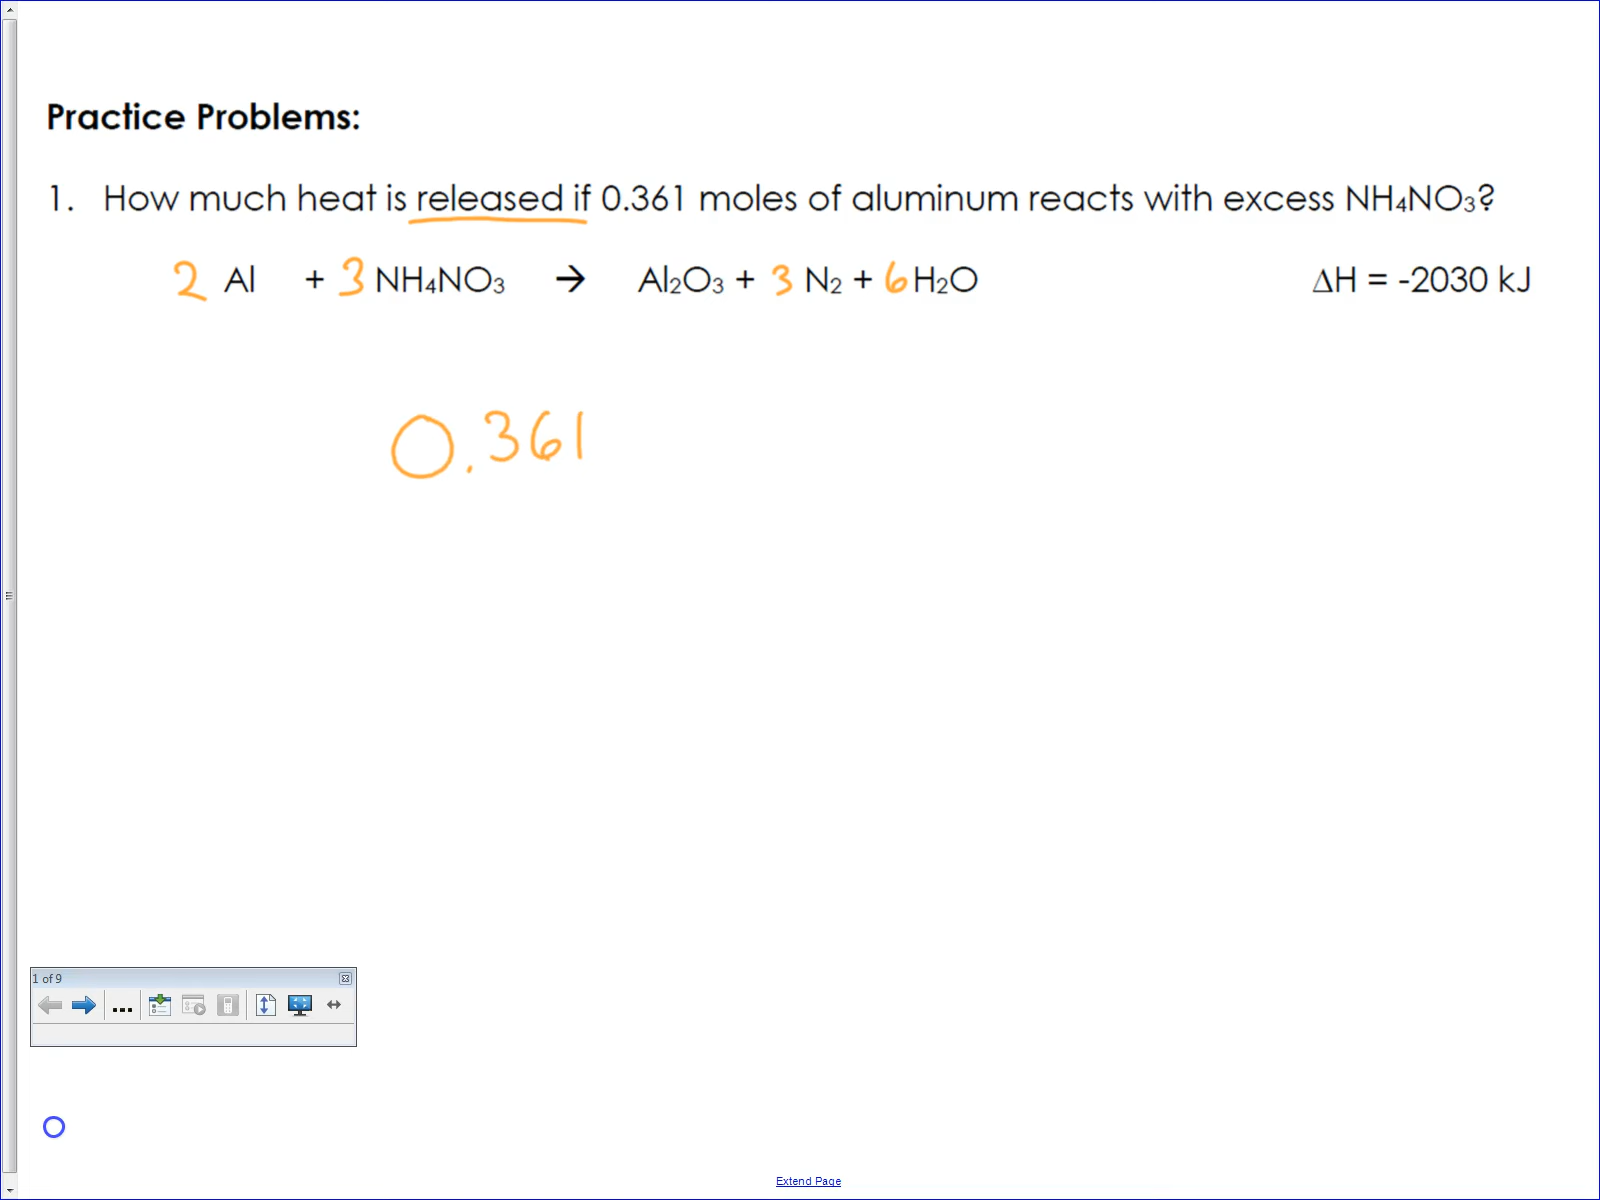 Practice Problems:
1. How much heat is released if 0.361 moles of aluminum reacts with excess NH₄NO₃?
2 Al + 3 NH₄NO₃ → Al₂O₃ + 3 N₂ + 6 H₂O ΔH = -2030 kJ
0.361
1 of 9
...
Extend Page